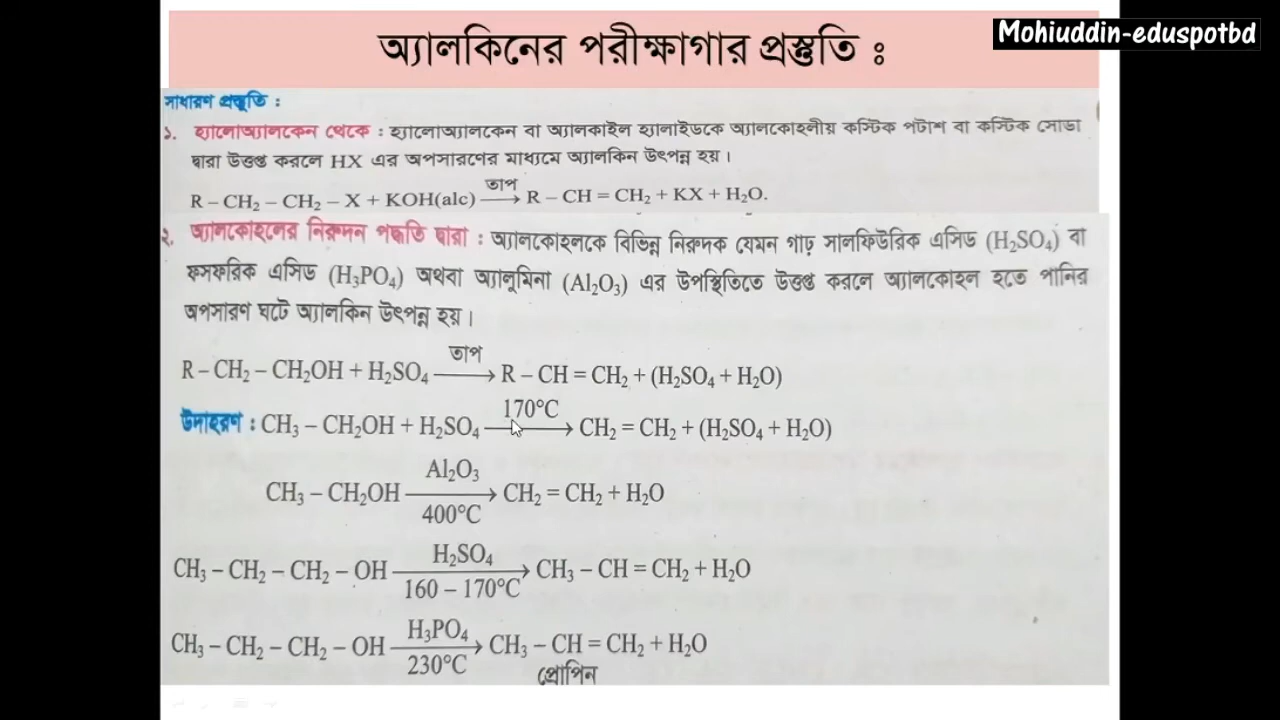 Mohiuddin-eduspotbd
অ্যালকিনের পরীক্ষাগার প্রস্তুতি ঃ
সাধারণ প্রস্তুতি :
১. হ্যালোঅ্যালকেন থেকে : হ্যালোঅ্যালকেন বা অ্যালকাইল হ্যালাইডকে অ্যালকোহলীয় কস্টিক পটাশ বা কস্টিক সোডা
দ্বারা উত্তপ্ত করলে HX এর অপসারণের মাধ্যমে অ্যালকিন উৎপন্ন হয়।
তাপ
R – CH₂ – CH₂ – X + KOH(alc) ⟶ R – CH = CH₂ + KX + H₂O.
২. অ্যালকোহলের নিরুদন পদ্ধতি দ্বারা : অ্যালকোহলকে বিভিন্ন নিরুদক যেমন গাঢ় সালফিউরিক এসিড (H₂SO₄) বা
ফসফরিক এসিড (H₃PO₄) অথবা অ্যালুমিনা (Al₂O₃) এর উপস্থিতিতে উত্তপ্ত করলে অ্যালকোহল হতে পানির
অপসারণ ঘটে অ্যালকিন উৎপন্ন হয়।
তাপ
R – CH₂ – CH₂OH + H₂SO₄ ⟶ R – CH = CH₂ + (H₂SO₄ + H₂O)
170°C
উদাহরণ : CH₃ – CH₂OH + H₂SO₄ ⟶ CH₂ = CH₂ + (H₂SO₄ + H₂O)
Al₂O₃
CH₃ – CH₂OH ⟶ CH₂ = CH₂ + H₂O
400°C
H₂SO₄
CH₃ – CH₂ – CH₂ – OH ⟶ CH₃ – CH = CH₂ + H₂O
160 – 170°C
H₃PO₄
CH₃ – CH₂ – CH₂ – OH ⟶ CH₃ – CH = CH₂ + H₂O
230°C
প্রোপিন